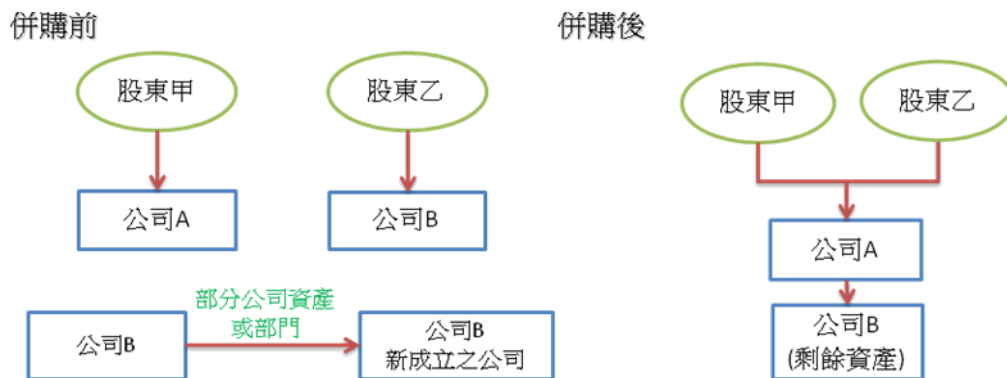 併購前
併購後
股東甲
股東乙
股東甲
股東乙
公司A
公司B
公司A
部分公司資產
或部門
公司B
公司B
新成立之公司
公司B
(剩餘資產)